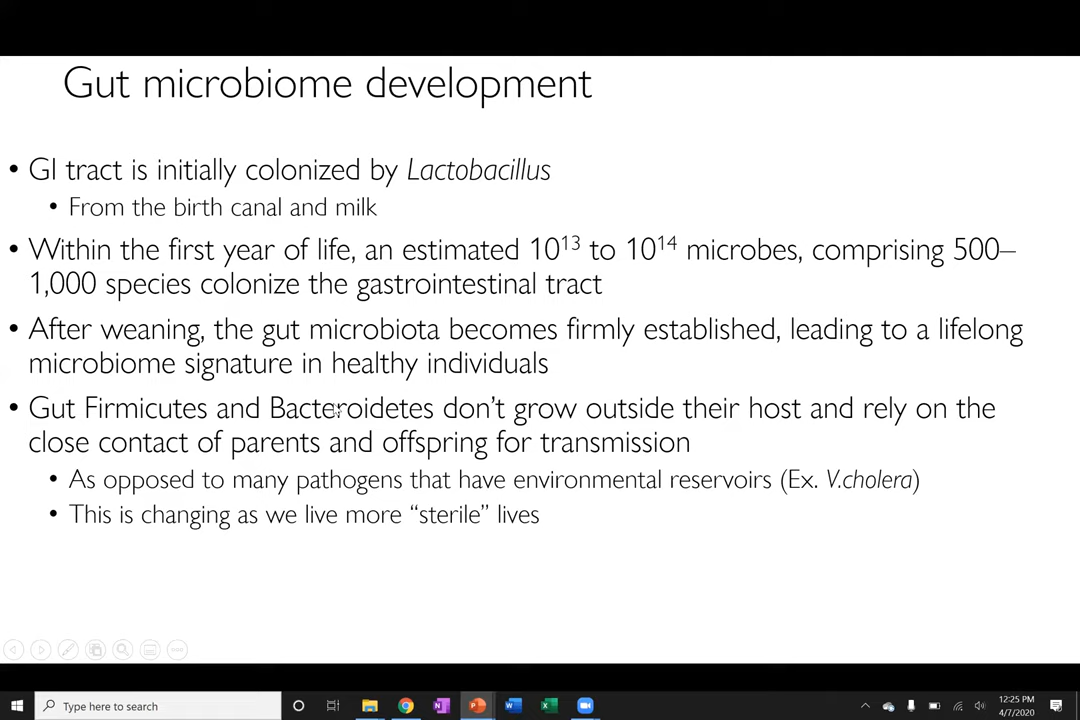 Gut microbiome development
• GI tract is initially colonized by Lactobacillus
• From the birth canal and milk
• Within the first year of life, an estimated 10¹³ to 10¹⁴ microbes, comprising 500–
1,000 species colonize the gastrointestinal tract
• After weaning, the gut microbiota becomes firmly established, leading to a lifelong
microbiome signature in healthy individuals
• Gut Firmicutes and Bacteroidetes don’t grow outside their host and rely on the
close contact of parents and offspring for transmission
• As opposed to many pathogens that have environmental reservoirs (Ex. V.cholera)
• This is changing as we live more “sterile” lives
Type here to search
12:25 PM
4/7/2020